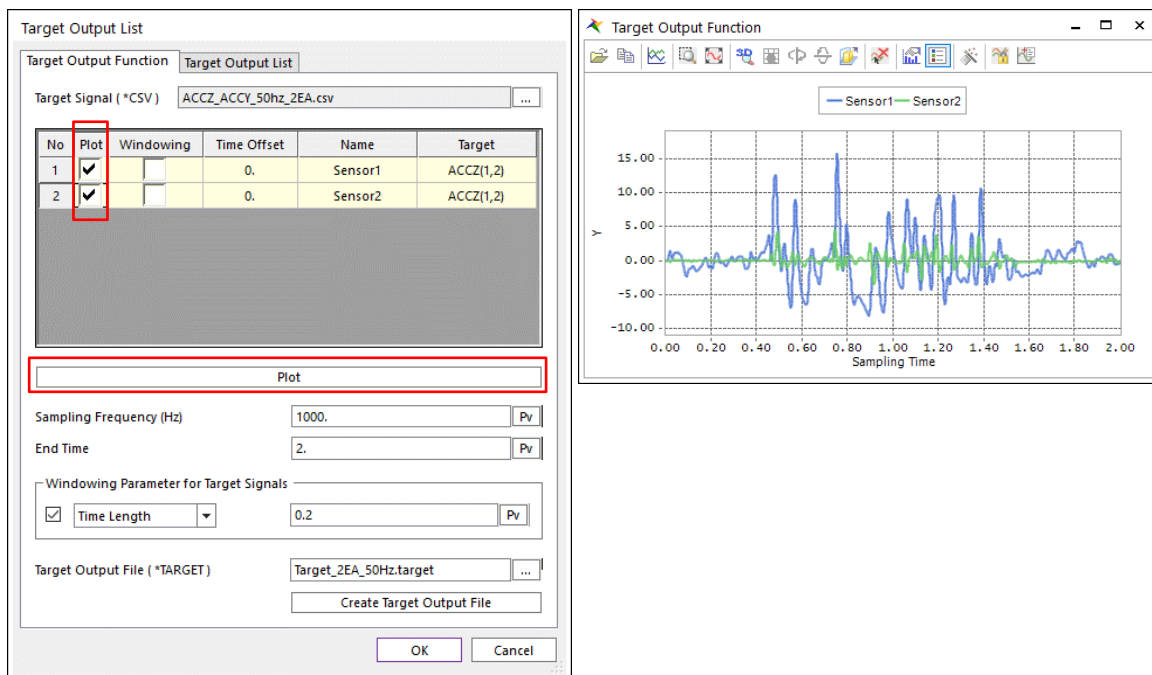 Target Output List
Target Output Function
Target Output List
Target Signal ( *CSV )
ACCZ_ACCY_50hz_2EA.csv
...
No Plot Windowing Time Offset Name Target
1 0. Sensor1 ACCZ(1,2)
2 0. Sensor2 ACCZ(1,2)
Plot
Sampling Frequency (Hz) 1000. Pv
End Time 2. Pv
Windowing Parameter for Target Signals
Time Length 0.2 Pv
Target Output File ( *TARGET ) Target_2EA_50Hz.target ...
Create Target Output File
OK Cancel
Target Output Function
3D
Sensor1 Sensor2
15.00
10.00
5.00
0.00
-5.00
-10.00
Y
0.00 0.20 0.40 0.60 0.80 1.00 1.20 1.40 1.60 1.80 2.00
Sampling Time